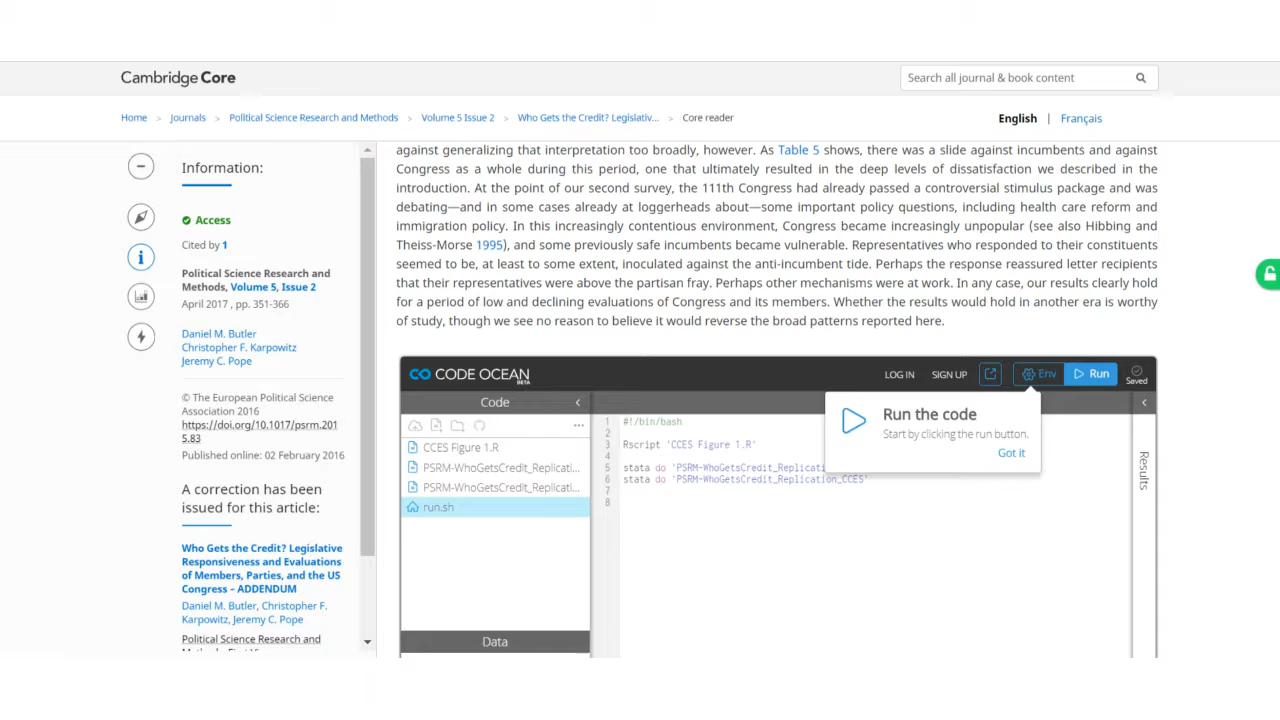 Cambridge Core
Search all journal & book content
Home > Journals > Political Science Research and Methods > Volume 5 Issue 2 > Who Gets the Credit? Legislativ... > Core reader
English | Français
Information:
Access
Cited by 1
Political Science Research and
Methods, Volume 5, Issue 2
April 2017 , pp. 351-366
Daniel M. Butler
Christopher F. Karpowitz
Jeremy C. Pope
© The European Political Science
Association 2016
https://doi.org/10.1017/psrm.201
5.83
Published online: 02 February 2016
A correction has been
issued for this article:
Who Gets the Credit? Legislative
Responsiveness and Evaluations
of Members, Parties, and the US
Congress – ADDENDUM
Daniel M. Butler, Christopher F.
Karpowitz, Jeremy C. Pope
Political Science Research and
against generalizing that interpretation too broadly, however. As Table 5 shows, there was a slide against incumbents and against
Congress as a whole during this period, one that ultimately resulted in the deep levels of dissatisfaction we described in the
introduction. At the point of our second survey, the 111th Congress had already passed a controversial stimulus package and was
debating—and in some cases already at loggerheads about—some important policy questions, including health care reform and
immigration policy. In this increasingly contentious environment, Congress became increasingly unpopular (see also Hibbing and
Theiss-Morse 1995), and some previously safe incumbents became vulnerable. Representatives who responded to their constituents
seemed to be, at least to some extent, inoculated against the anti-incumbent tide. Perhaps the response reassured letter recipients
that their representatives were above the partisan fray. Perhaps other mechanisms were at work. In any case, our results clearly hold
for a period of low and declining evaluations of Congress and its members. Whether the results would hold in another era is worthy
of study, though we see no reason to believe it would reverse the broad patterns reported here.
CODE OCEAN
BETA
LOG IN
SIGN UP
Env
Run
Saved
Code
CCES Figure 1.R
PSRM-WhoGetsCredit_Replicati...
PSRM-WhoGetsCredit_Replicati...
run.sh
Data
1 #!/bin/bash
2
3 Rscript 'CCES Figure 1.R'
4
5 stata do 'PSRM-WhoGetsCredit_Replicati
6 stata do 'PSRM-WhoGetsCredit_Replication_CCES'
7
8
Run the code
Start by clicking the run button.
Got it
Results